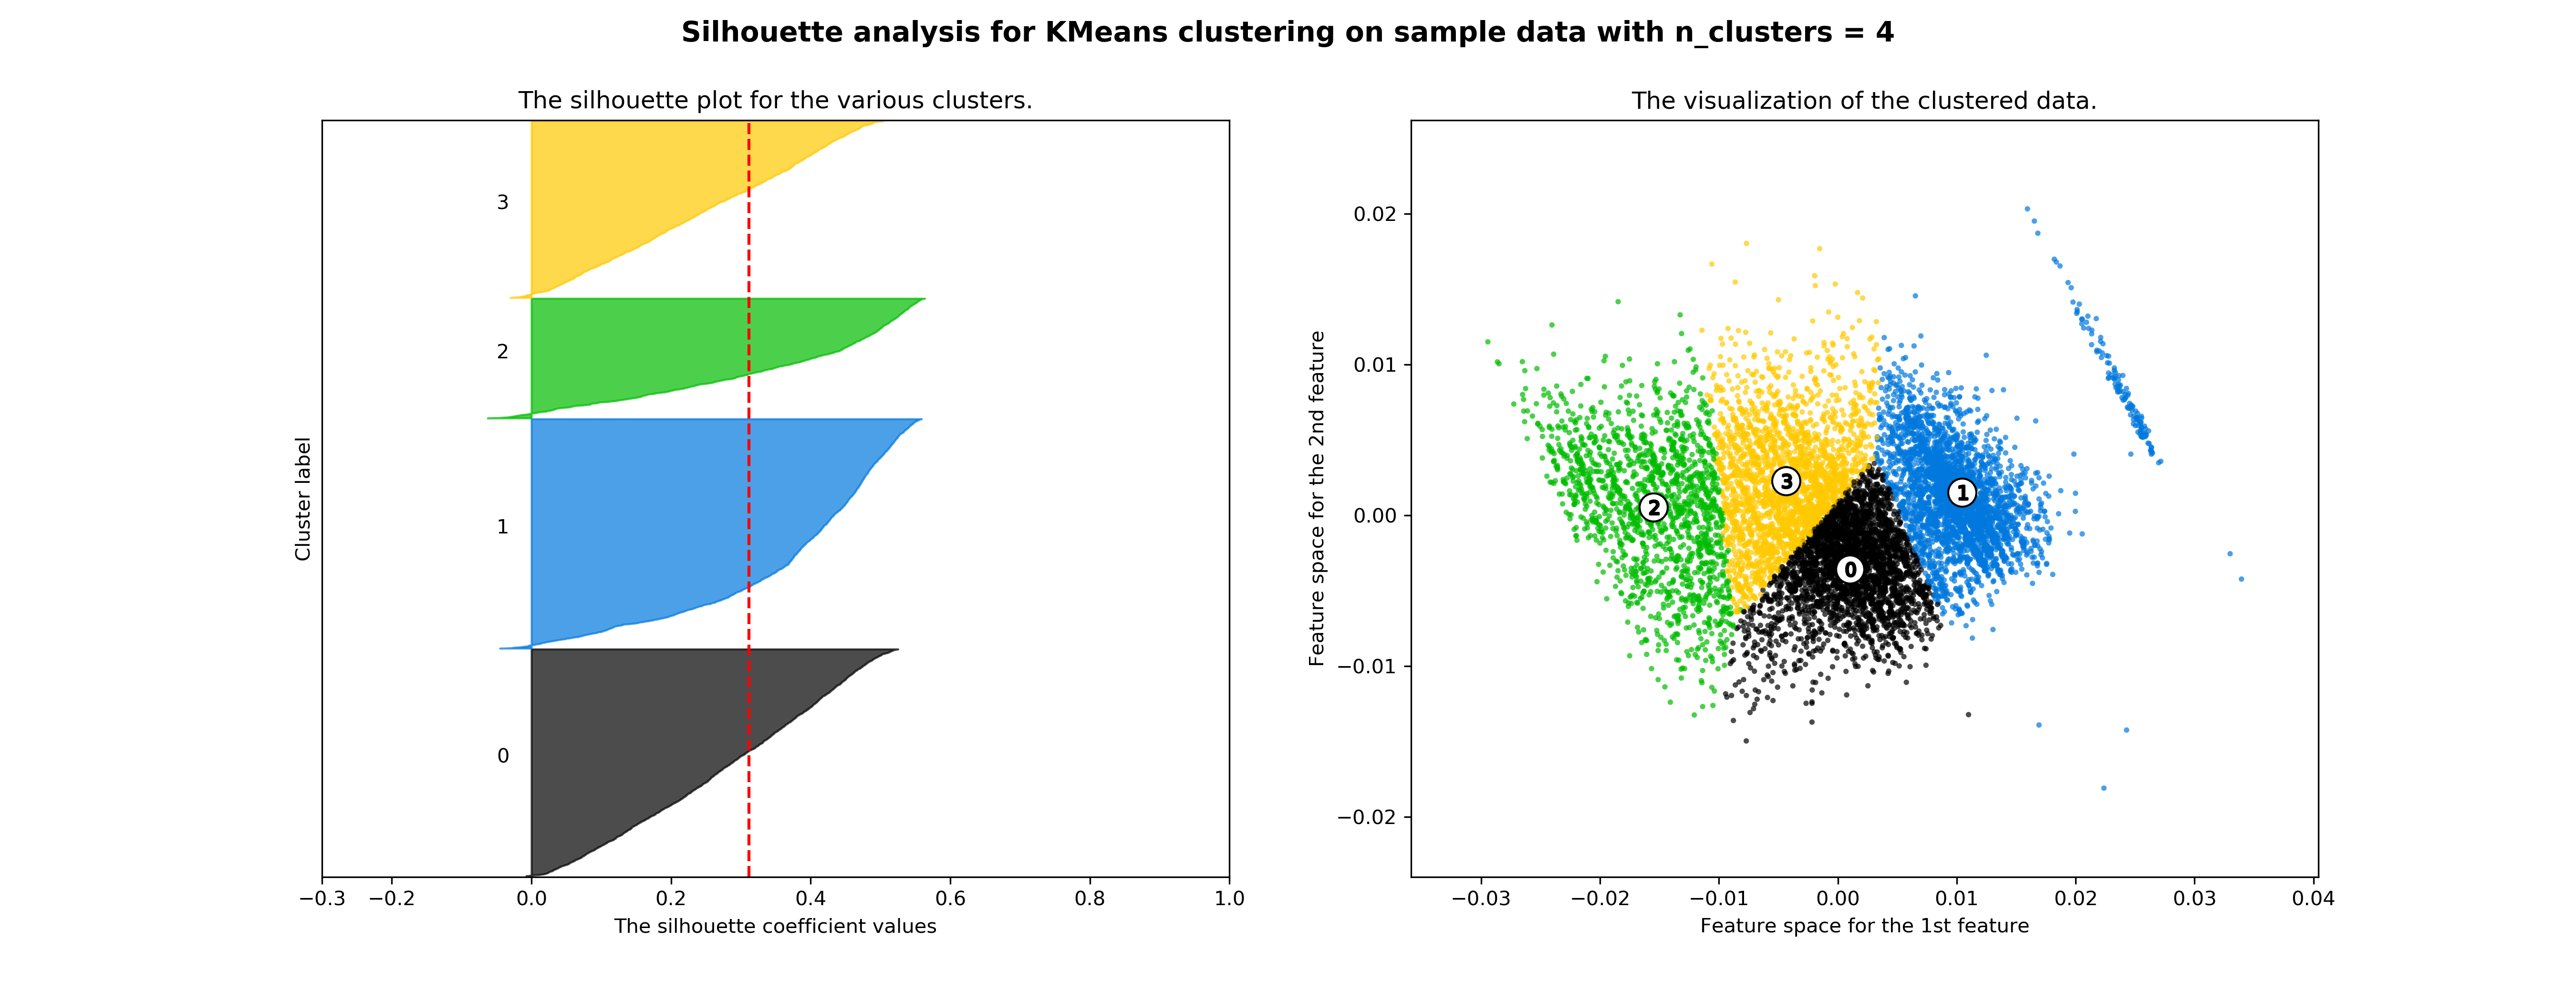 Silhouette analysis for KMeans clustering on sample data with n_clusters = 4
The silhouette plot for the various clusters.
3
2
1
0
Cluster label
−0.3 −0.2 0.0 0.2 0.4 0.6 0.8 1.0
The silhouette coefficient values
The visualization of the clustered data.
0.02
0.01
0.00
−0.01
−0.02
Feature space for the 2nd feature
3
1
2
0
−0.03 −0.02 −0.01 0.00 0.01 0.02 0.03 0.04
Feature space for the 1st feature